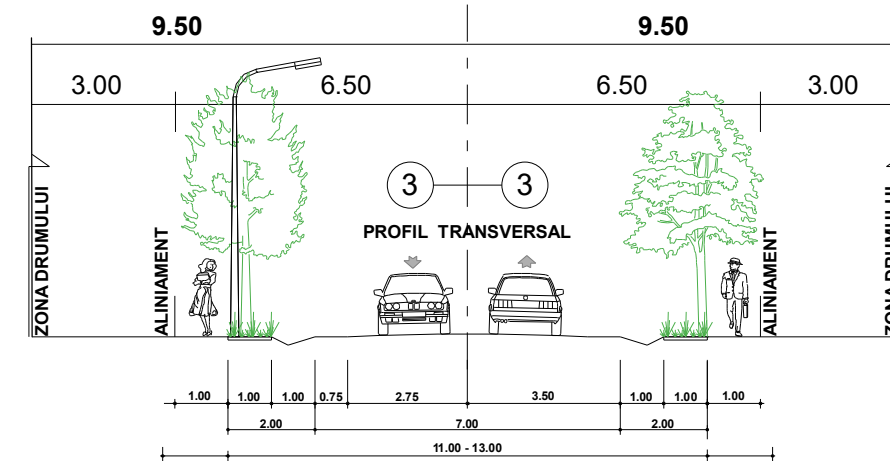 9.50 9.50
3.00 6.50 6.50 3.00
3 3
PROFIL TRANSVERSAL
ZONA DRUMULUI
ALINIAMENT
ALINIAMENT
ZONA DRUMULUI
1.00 1.00 1.00 0.75 2.75 3.50 1.00 1.00 1.00
2.00 7.00 2.00
11.00 - 13.00